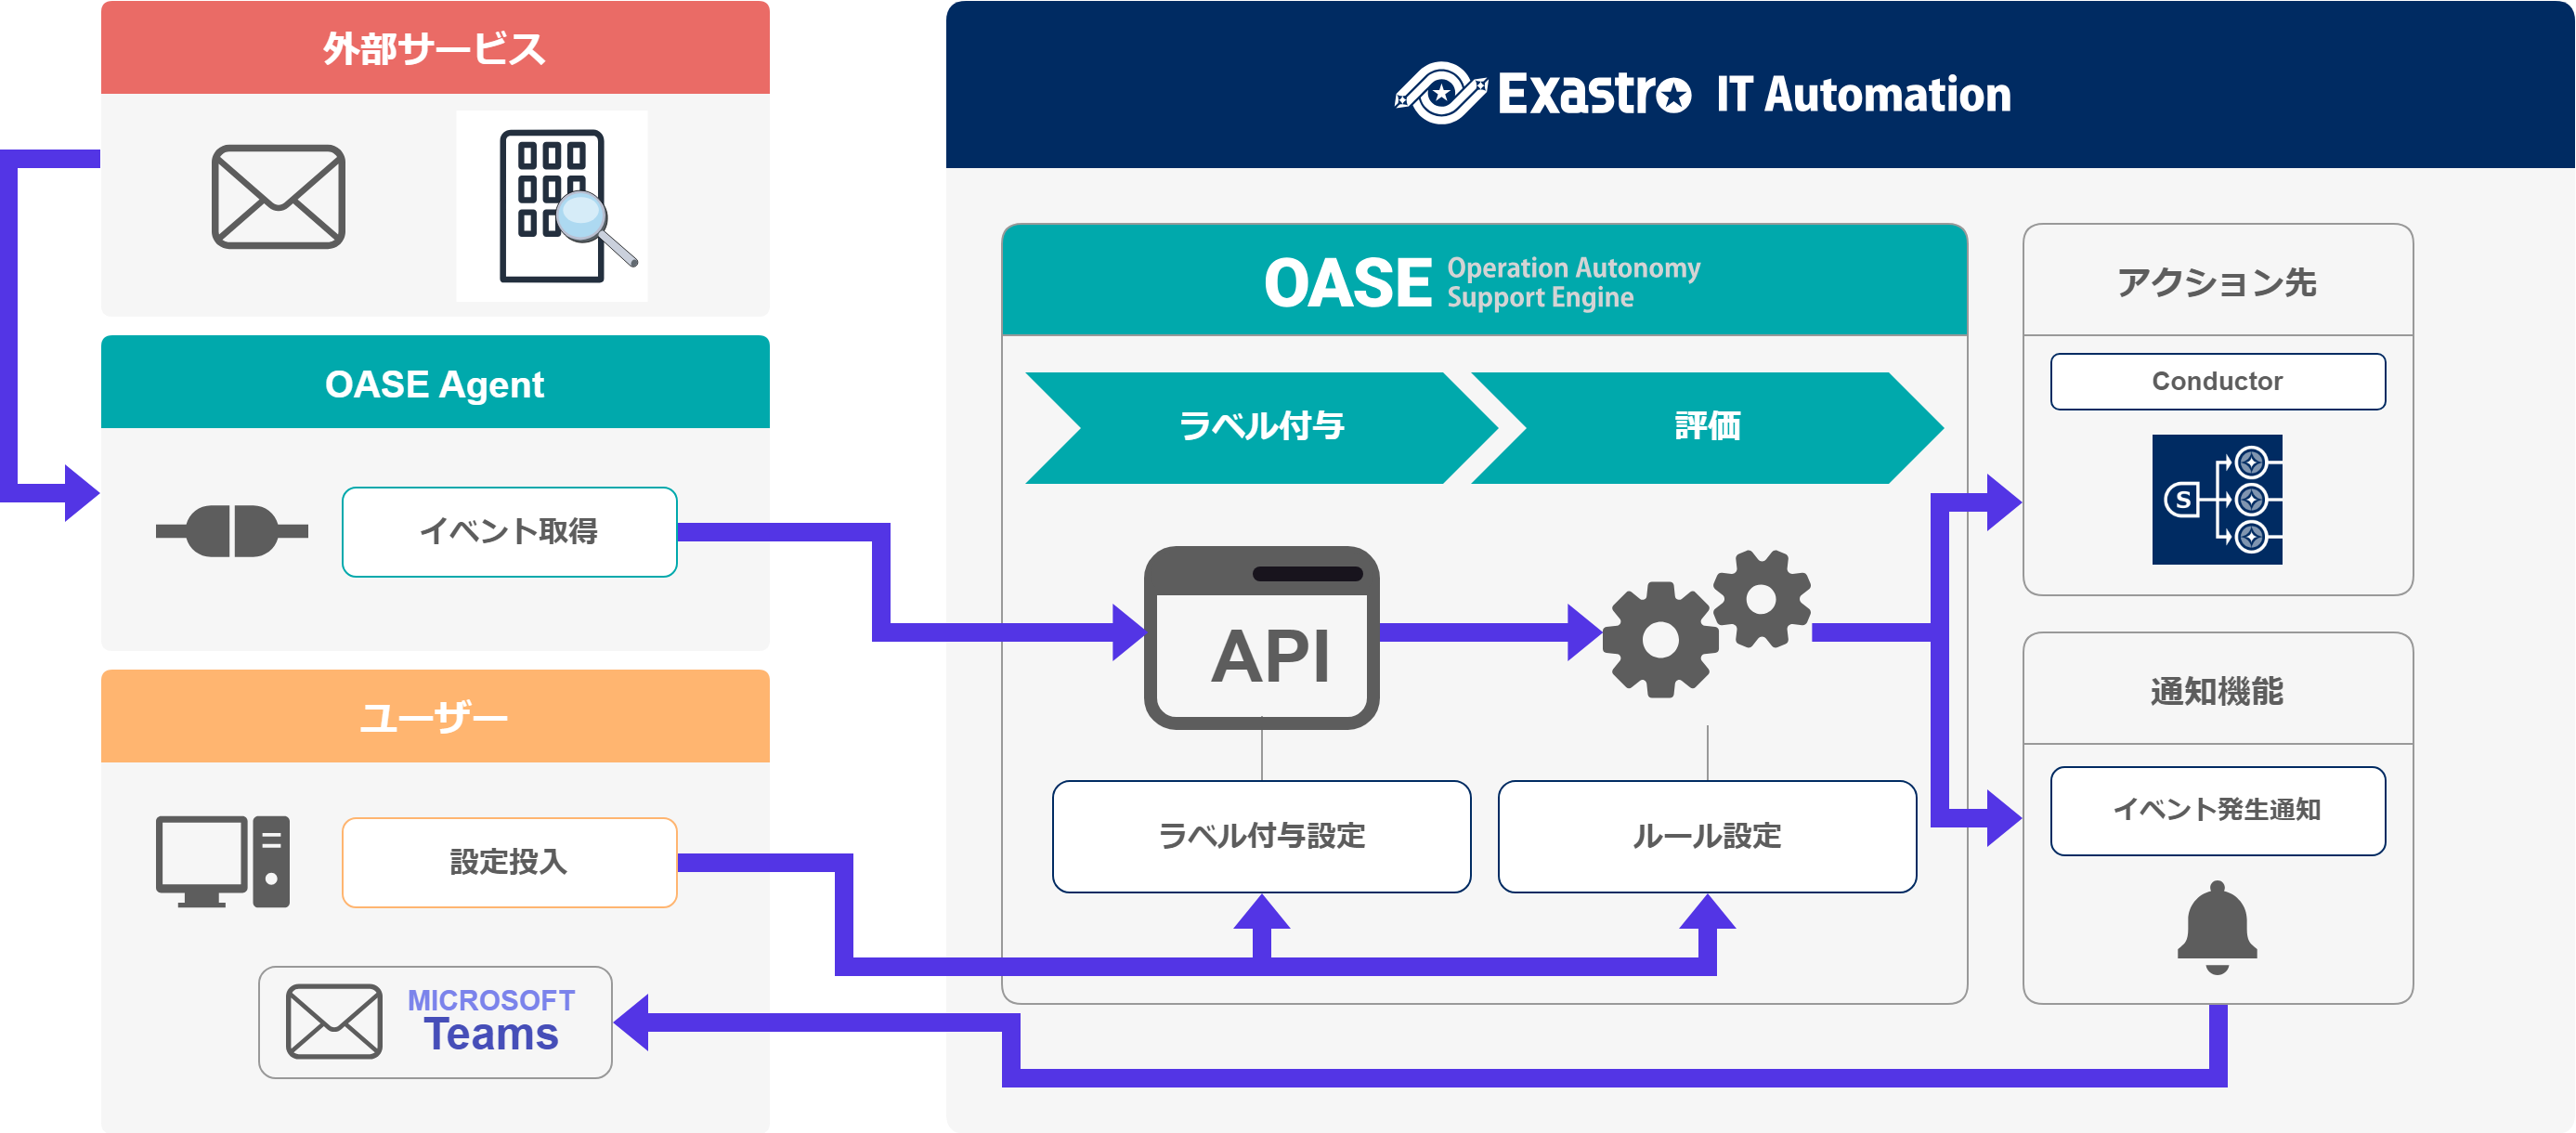 外部サービス
OASE Agent
イベント取得
ユーザー
設定投入
MICROSOFT
Teams
Exastro IT Automation
OASE Operation Autonomy
Support Engine
ラベル付与
評価
API
ラベル付与設定
ルール設定
アクション先
Conductor
S
通知機能
イベント発生通知